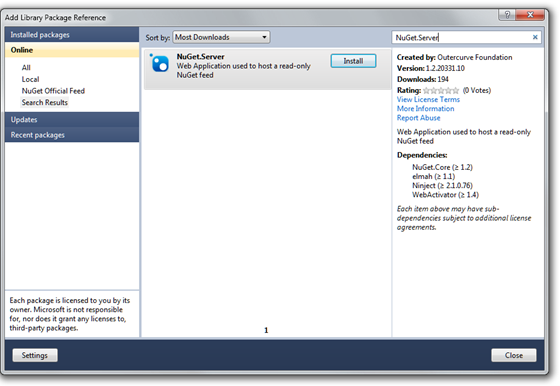 Add Library Package Reference
Installed packages
Online
All
Local
NuGet Official Feed
Search Results
Updates
Recent packages
Each package is licensed to you by its
owner. Microsoft is not responsible
for, nor does it grant any licenses to,
third-party packages.
Sort by: Most Downloads
NuGet.Server
Web Application used to host a read-only
NuGet feed
Install
1
NuGet.Server
Created by: Outercurve Foundation
Version: 1.2.20331.10
Downloads: 194
Rating: (0 Votes)
View License Terms
More Information
Report Abuse
Web Application used to host a read-only
NuGet feed
Dependencies:
NuGet.Core (≥ 1.2)
elmah (≥ 1.1)
Ninject (≥ 2.1.0.76)
WebActivator (≥ 1.4)
Each item above may have sub-
dependencies subject to additional license
agreements.
Settings
Close